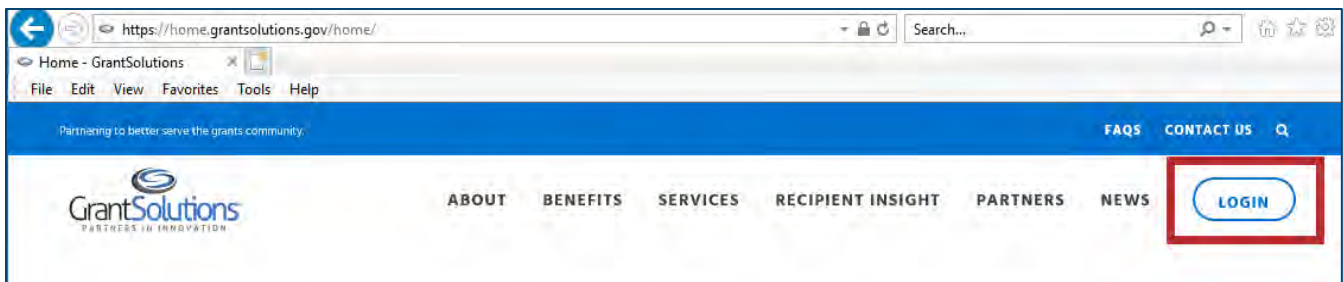 https://home.grantsolutions.gov/home/ Search...
Home - GrantSolutions
File Edit View Favorites Tools Help
Partnering to better serve the grants community. FAQS CONTACT US
GrantSolutions
PARTNERS IN INNOVATION
ABOUT BENEFITS SERVICES RECIPIENT INSIGHT PARTNERS NEWS LOGIN